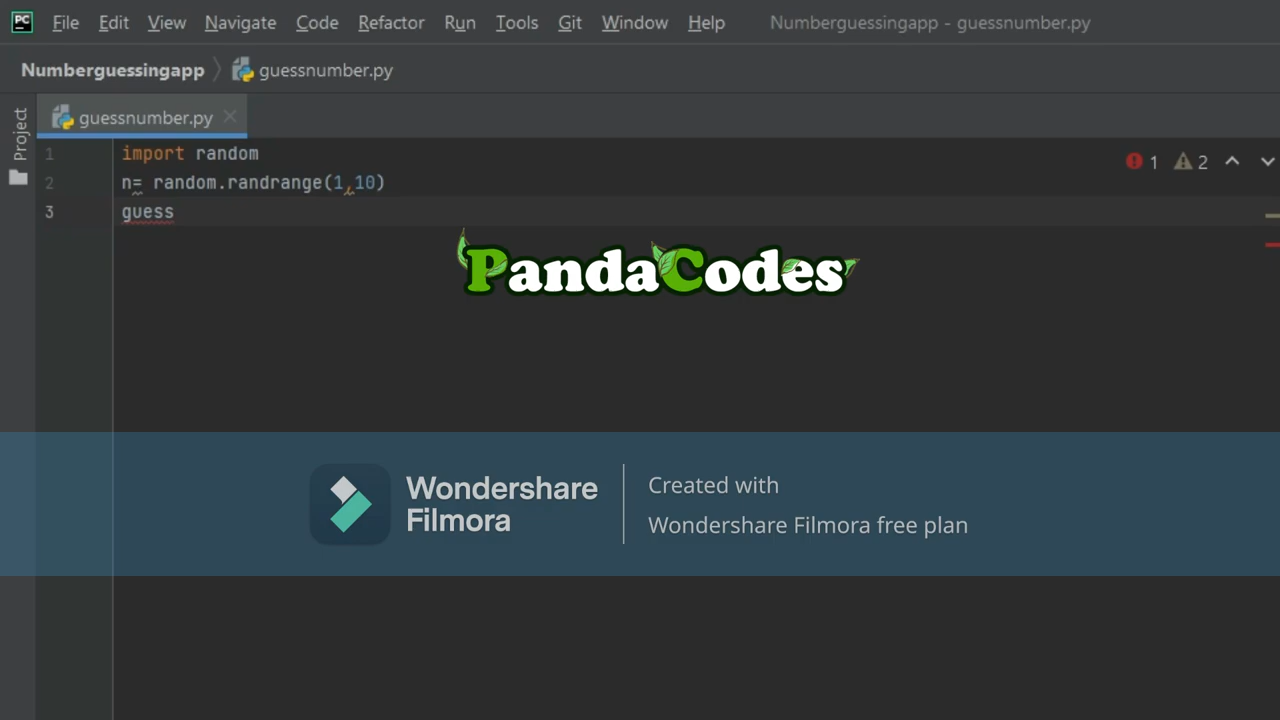 PC File Edit View Navigate Code Refactor Run Tools Git Window Help Numberguessingapp - guessnumber.py
Numberguessingapp guessnumber.py
Project
guessnumber.py
1 import random 1 2
2 n= random.randrange(1,10)
3 guess
PandaCodes
Wondershare
Filmora
Created with
Wondershare Filmora free plan